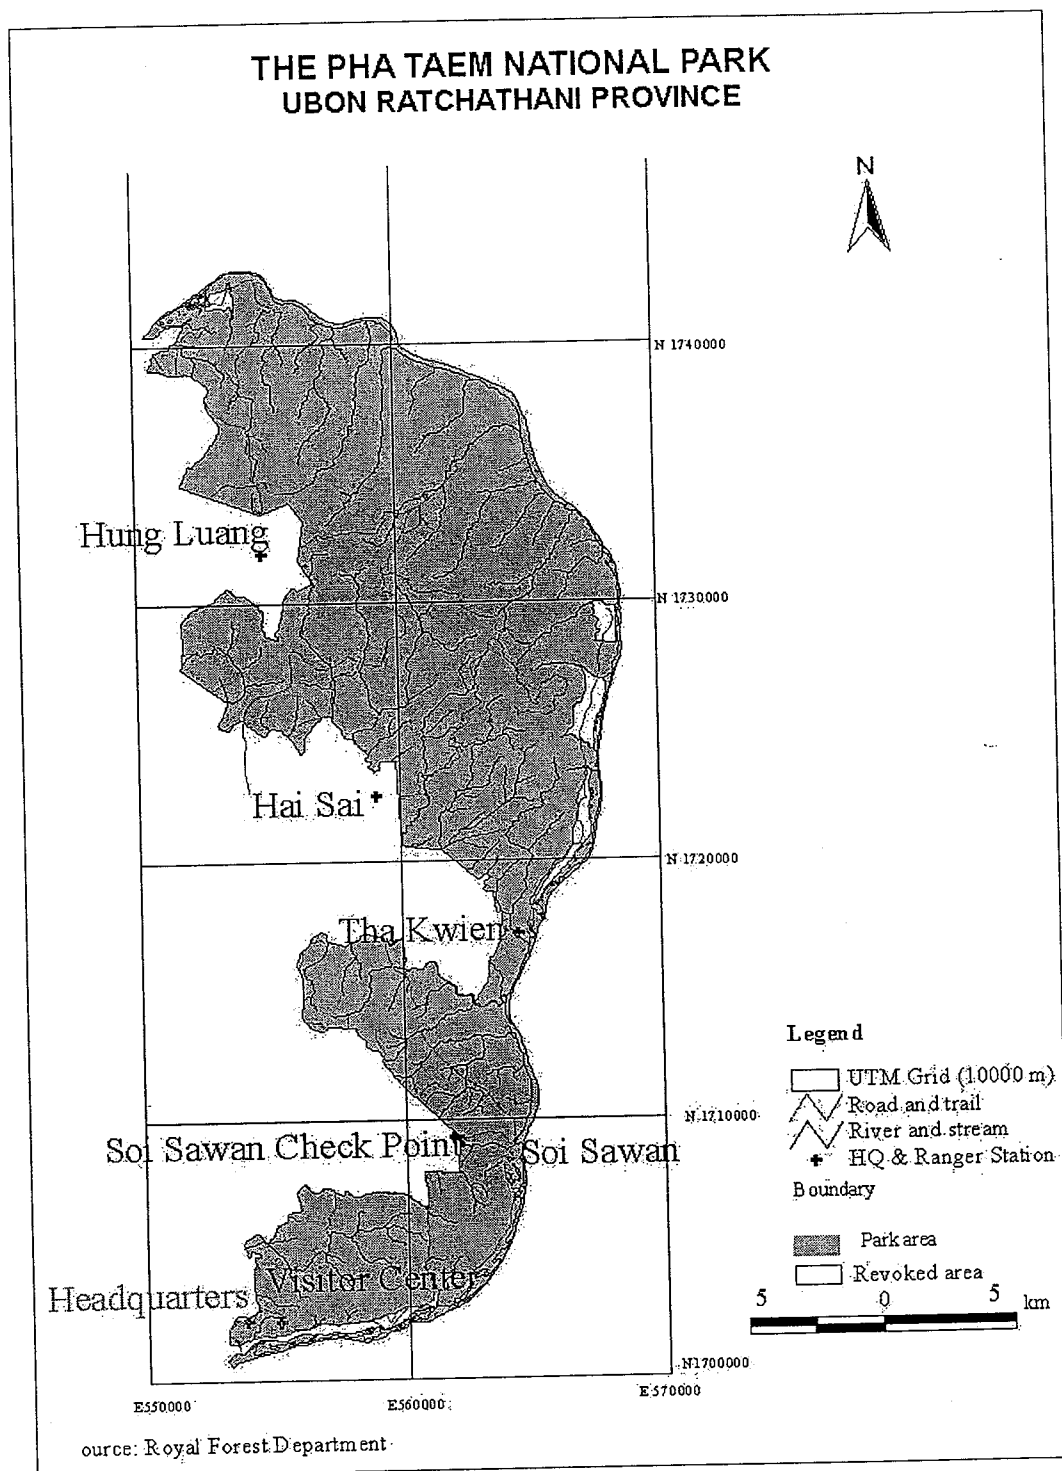 THE PHA TAEM NATIONAL PARK
UBON RATCHATHANI PROVINCE
N
N 1740000
Hung Luang
N 1730000
Hai Sai
N 1720000
Tha Kwien
N 1710000
Soi Sawan Check Point
Soi Sawan
Visitor Center
Headquarters
N1700000
E550000
E560000
E570000
Legend
UTM Grid (10000 m)
Road and trail
River and stream
HQ & Ranger Station
Boundary
Park area
Revoked area
5 0 5 km
ource: Royal Forest Department